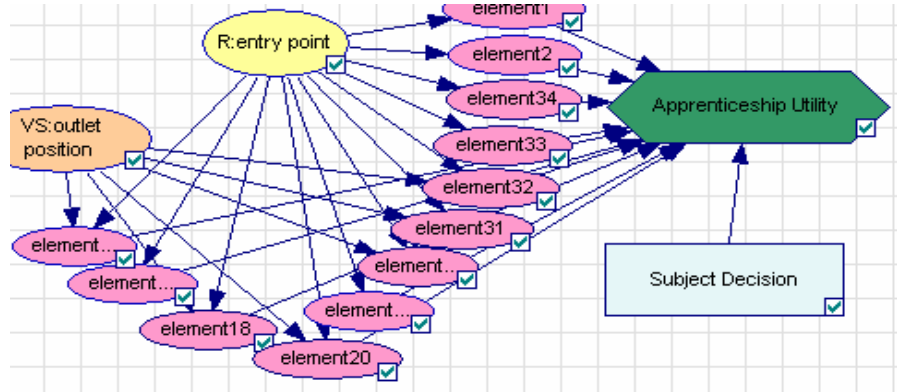 element1
R:entry point
element2
element34
Apprenticeship Utility
VS:outlet
position
element33
element32
element31
element...
element...
element...
Subject Decision
element...
element18
element20